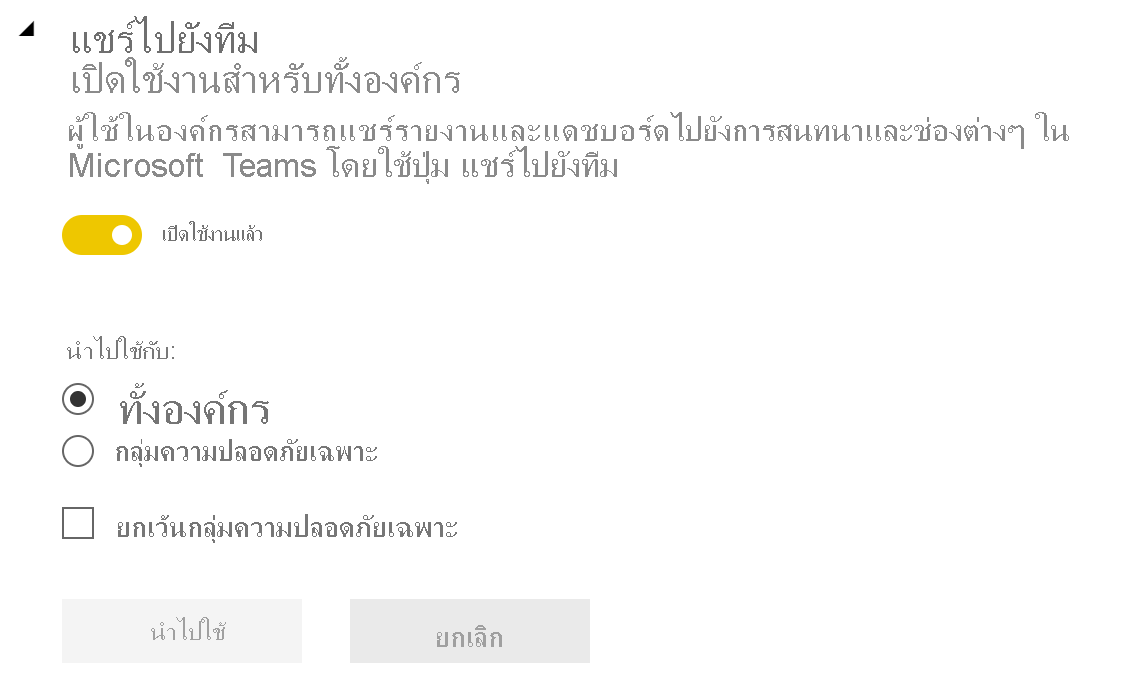 แชร์ไปยังทีม
เปิดใช้งานสำหรับทั้งองค์กร
ผู้ใช้ในองค์กรสามารถแชร์รายงานและแดชบอร์ดไปยังการสนทนาและช่องต่างๆ ใน
Microsoft Teams โดยใช้ปุ่ม แชร์ไปยังทีม
เปิดใช้งานแล้ว
นำไปใช้กับ:
ทั้งองค์กร
กลุ่มความปลอดภัยเฉพาะ
ยกเว้นกลุ่มความปลอดภัยเฉพาะ
นำไปใช้
ยกเลิก